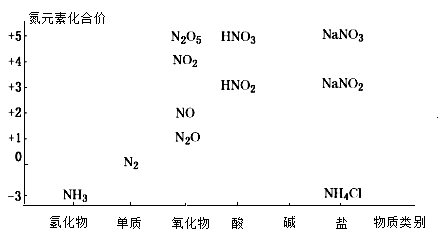 氮元素化合价
+5 N₂O₅ HNO₃ NaNO₃
+4 NO₂
+3 HNO₂ NaNO₂
+2 NO
+1 N₂O
0 N₂
-3 NH₃ NH₄Cl
氢化物 单质 氧化物 酸 碱 盐 物质类别